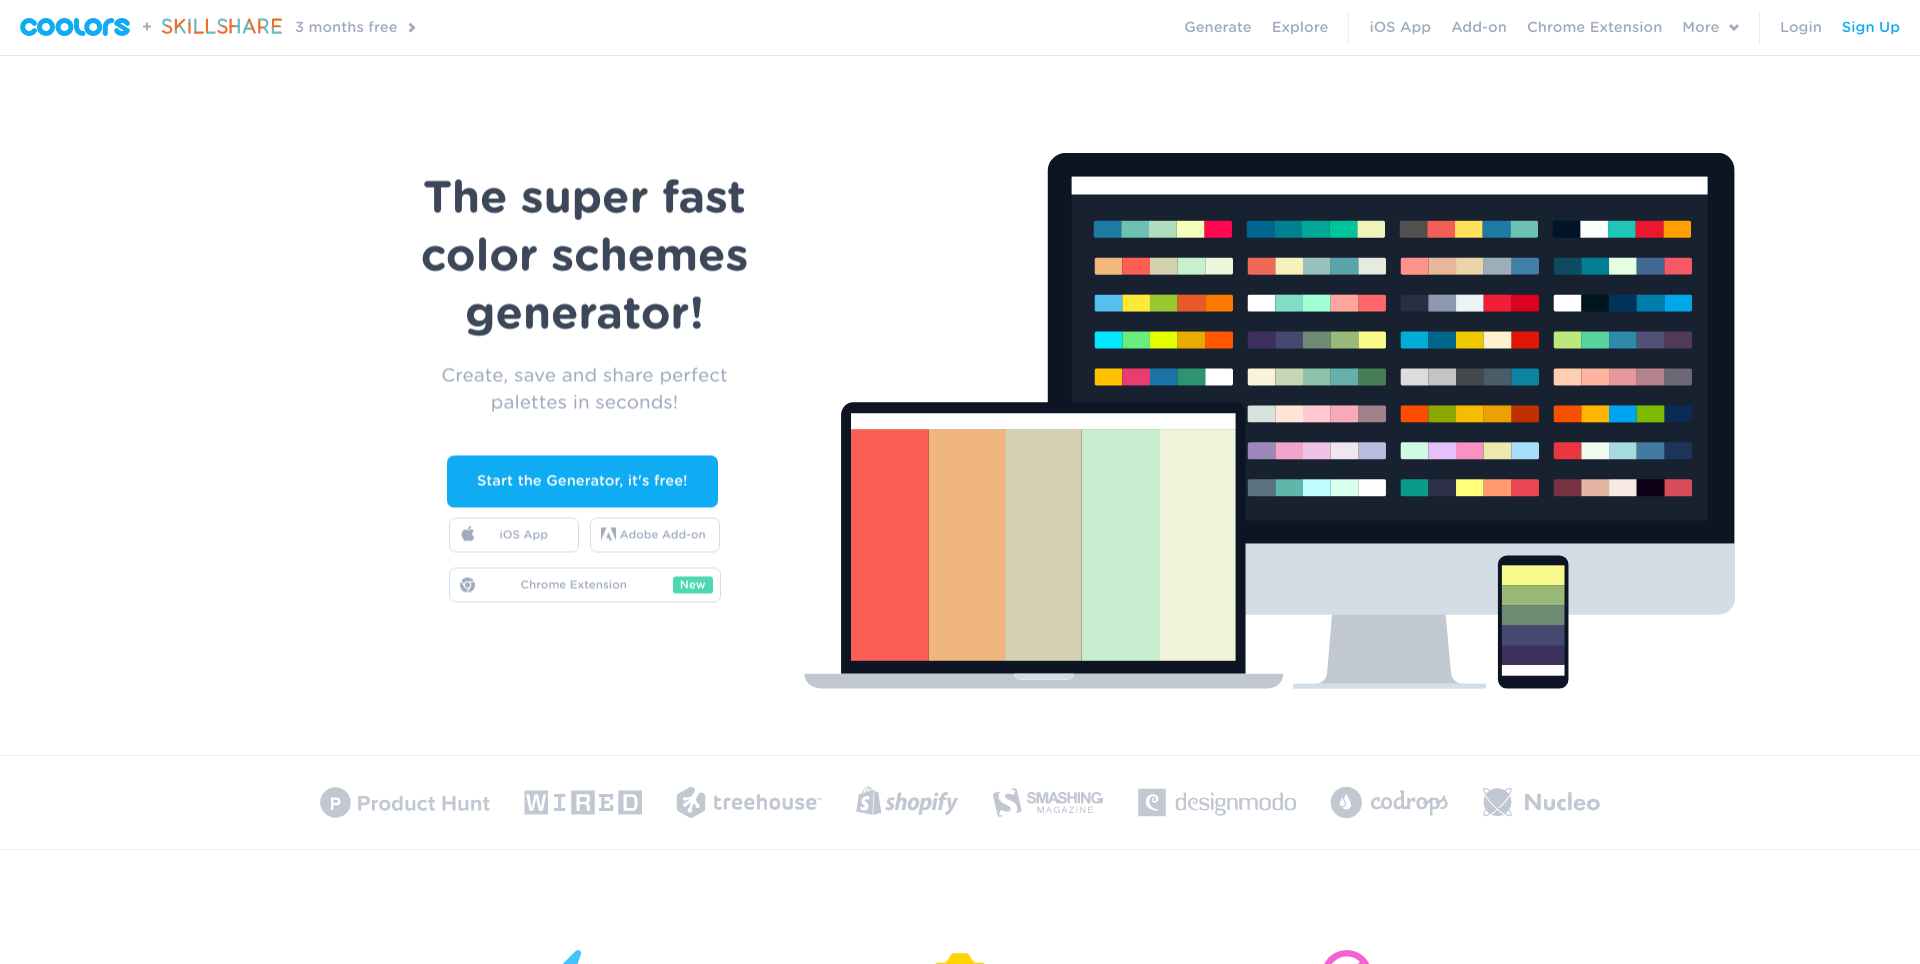 coolors + SKILLSHARE 3 months free
Generate Explore iOS App Add-on Chrome Extension More Login Sign Up
The super fast
color schemes
generator!
Create, save and share perfect
palettes in seconds!
Start the Generator, it's free!
iOS App Adobe Add-on
Chrome Extension New
P Product Hunt WIRED treehouse shopify SMASHING MAGAZINE designmodo codrops Nucleo